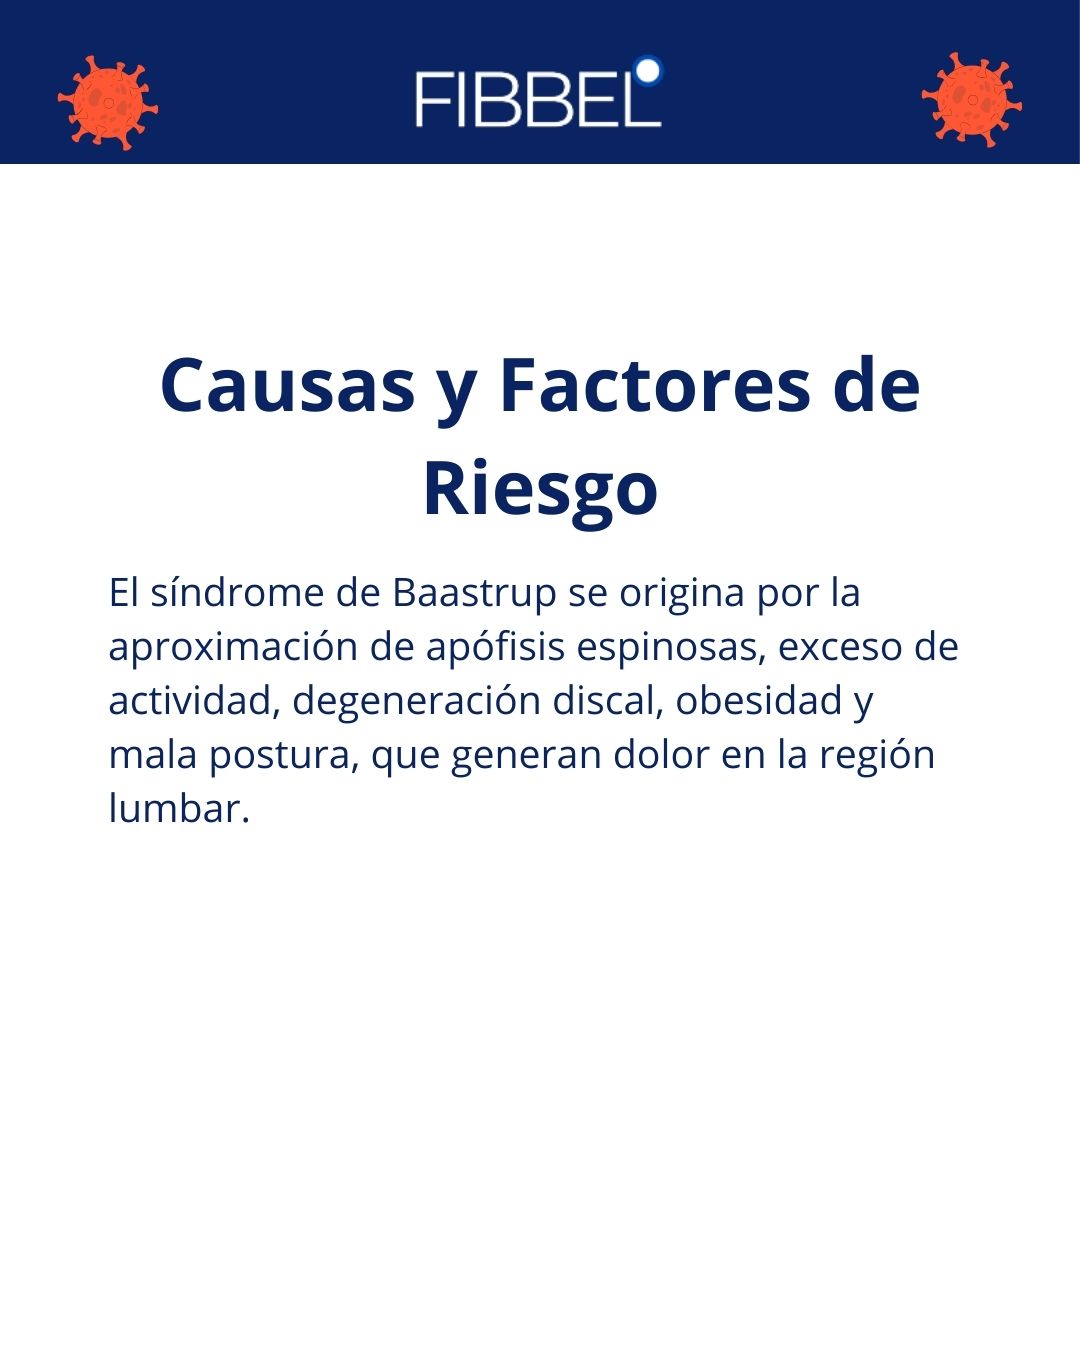 FIBBEL
Causas y Factores de
Riesgo
El síndrome de Baastrup se origina por la
aproximación de apófisis espinosas, exceso de
actividad, degeneración discal, obesidad y
mala postura, que generan dolor en la región
lumbar.